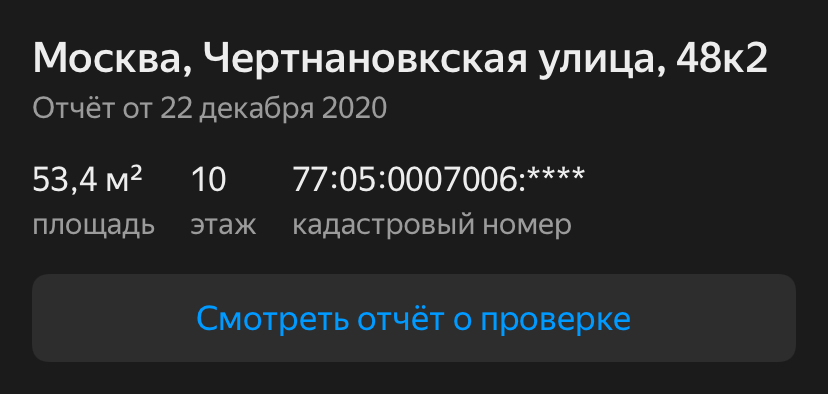 Москва, Чертнановкская улица, 48к2
Отчёт от 22 декабря 2020
53,4 м² 10 77:05:0007006:****
площадь этаж кадастровый номер
Смотреть отчёт о проверке